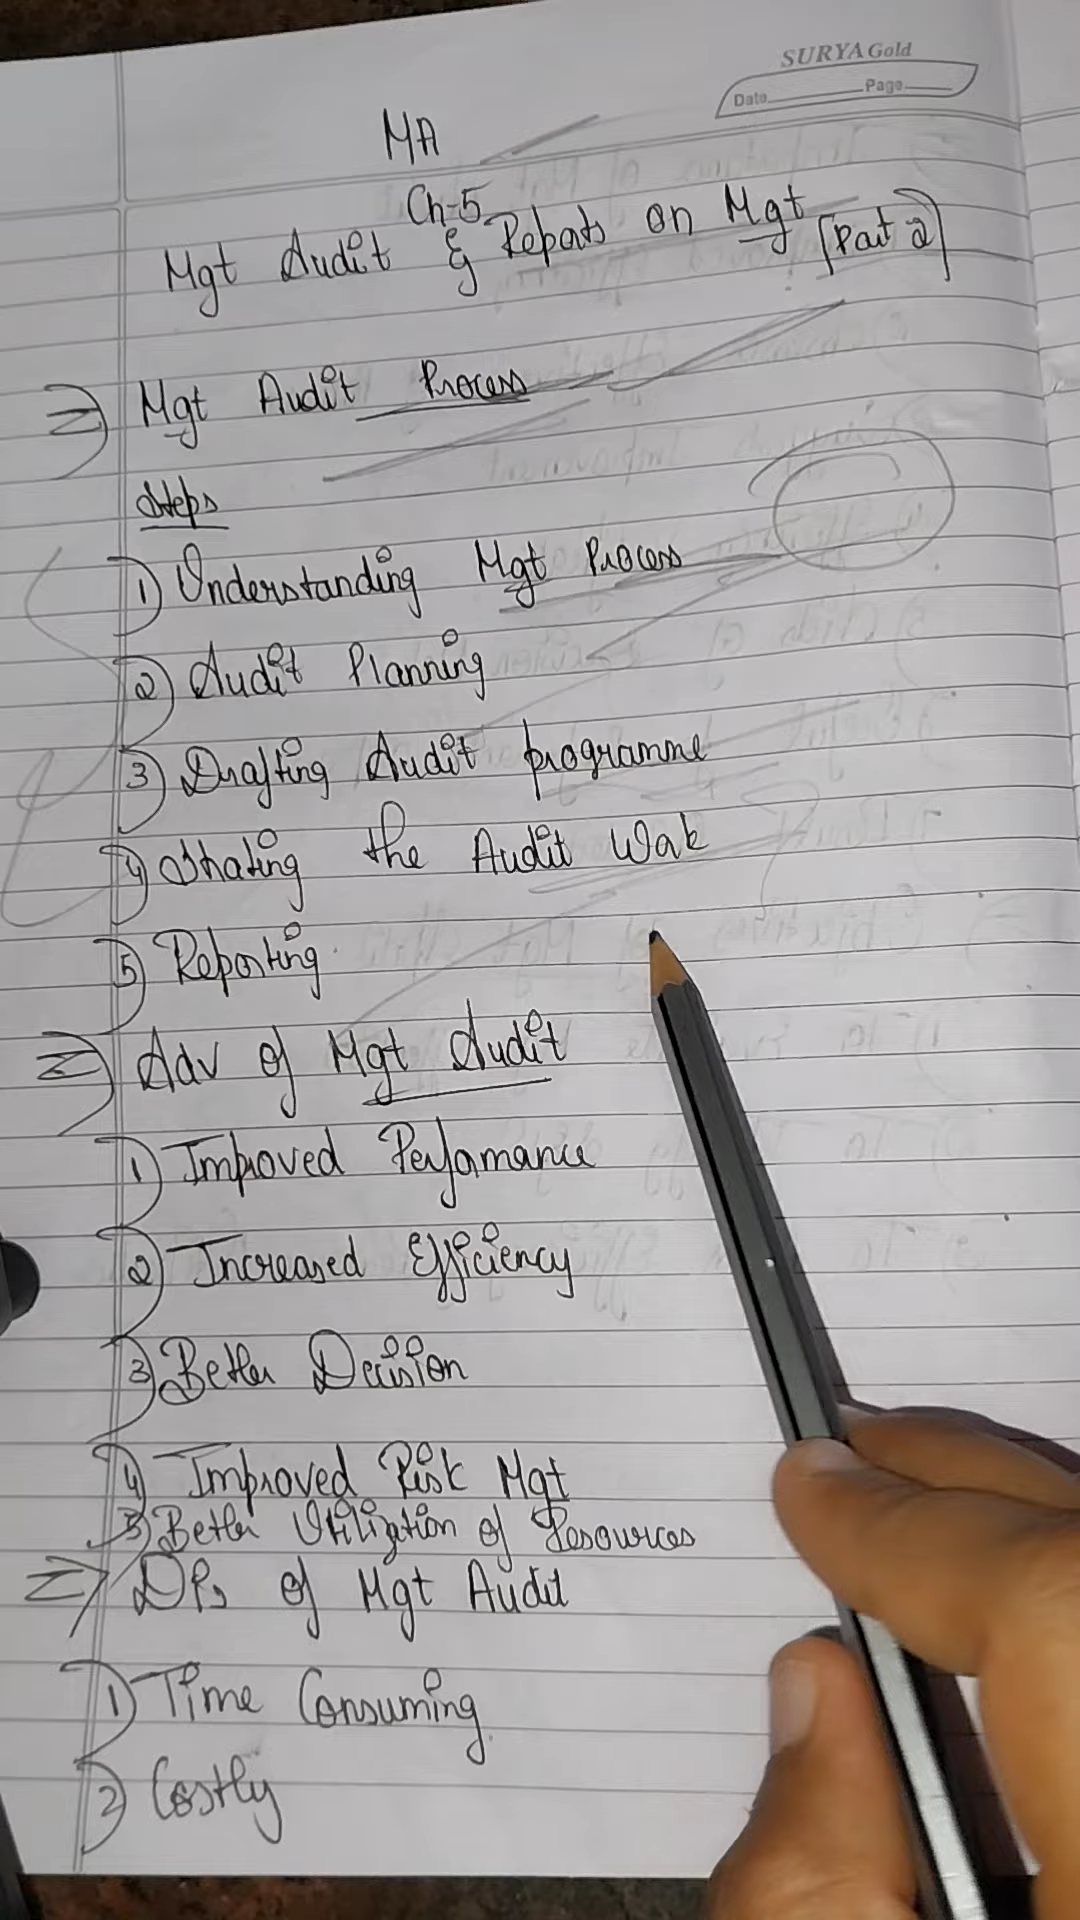 SURYA Gold
Date Page
MA
Ch-5
Mgt Audit & Reports on Mgt [Part 2]
Mgt Audit Process
Steps
1) Understanding Mgt Process
2) Audit Planning
3) Drafting Audit programme
4) Stating the Audit Work
5) Reporting
Adv of Mgt Audit
1) Improved Performance
2) Increased Efficiency
3) Better Decision
4) Improved Risk Mgt
5) Better Utilization of Resources
DPs of Mgt Audit
1) Time Consuming
2) Costly